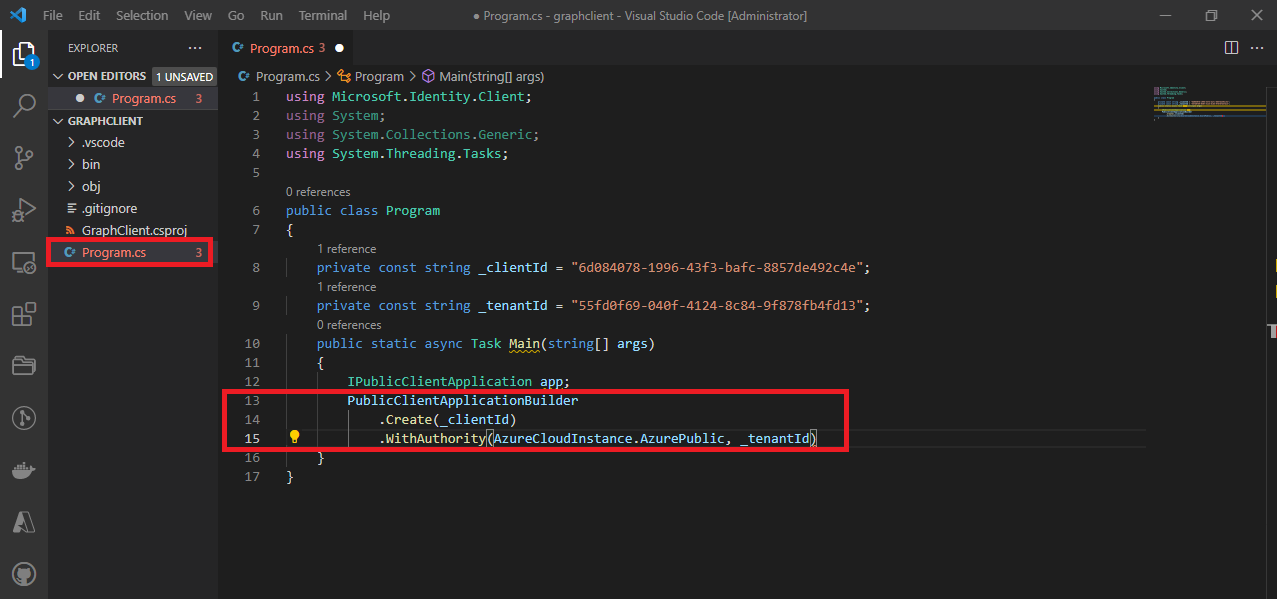 File Edit Selection View Go Run Terminal Help ● Program.cs - graphclient - Visual Studio Code [Administrator]
EXPLORER ···
1
OPEN EDITORS 1 UNSAVED
Program.cs 3
GRAPHCLIENT
.vscode
bin
obj
.gitignore
GraphClient.csproj
Program.cs 3
Program.cs 3
Program.cs > Program > Main(string[] args)
1 using Microsoft.Identity.Client;
2 using System;
3 using System.Collections.Generic;
4 using System.Threading.Tasks;
5
0 references
6 public class Program
7 {
1 reference
8 private const string _clientId = "6d084078-1996-43f3-bafc-8857de492c4e";
1 reference
9 private const string _tenantId = "55fd0f69-040f-4124-8c84-9f878fb4fd13";
0 references
10 public static async Task Main(string[] args)
11 {
12 IPublicClientApplication app;
13 PublicClientApplicationBuilder
14 .Create(_clientId)
15 .WithAuthority(AzureCloudInstance.AzurePublic, _tenantId)
16 }
17 }